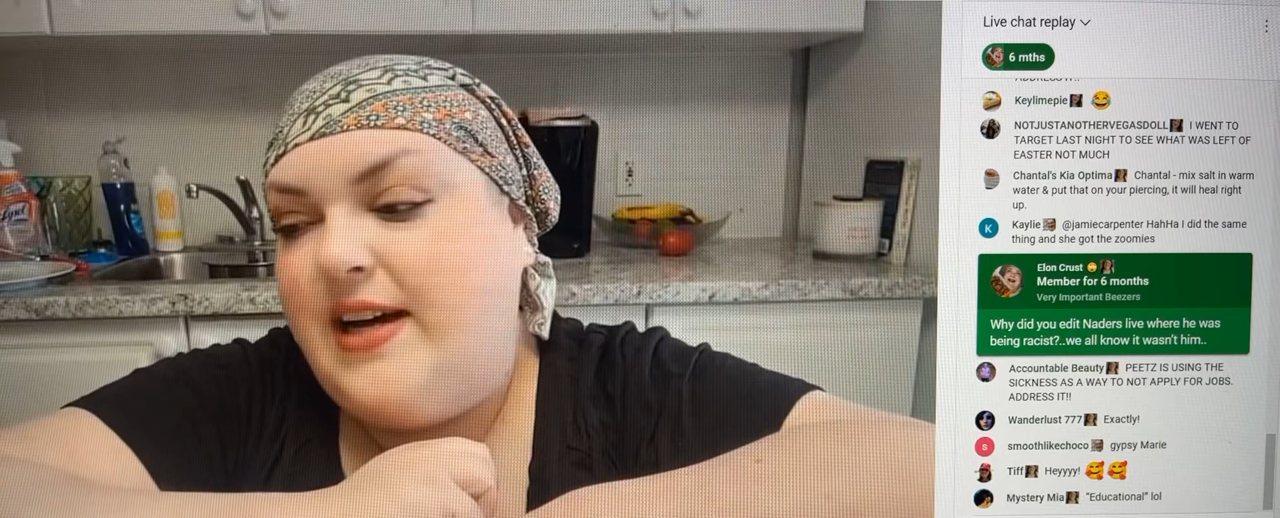 Live chat replay
6 mths
ADDRESS IT!!
Keylimepie 😂
NOTJUSTANOTHERVEGASDOLL I WENT TO
TARGET LAST NIGHT TO SEE WHAT WAS LEFT OF
EASTER NOT MUCH
Chantal's Kia Optima Chantal - mix salt in warm
water & put that on your piercing, it will heal right
up.
Kaylie @jamiecarpenter HahHa I did the same
thing and she got the zoomies
K
Elon Crust
Member for 6 months
Very Important Beezers
Why did you edit Naders live where he was
being racist?..we all know it wasn't him..
Accountable Beauty PEETZ IS USING THE
SICKNESS AS A WAY TO NOT APPLY FOR JOBS.
ADDRESS IT!!
Wanderlust 777 Exactly!
S smoothlikechoco gypsy Marie
Tiff Heyyyy! 🥰 🥰
Mystery Mia "Educational" lol
Lysol